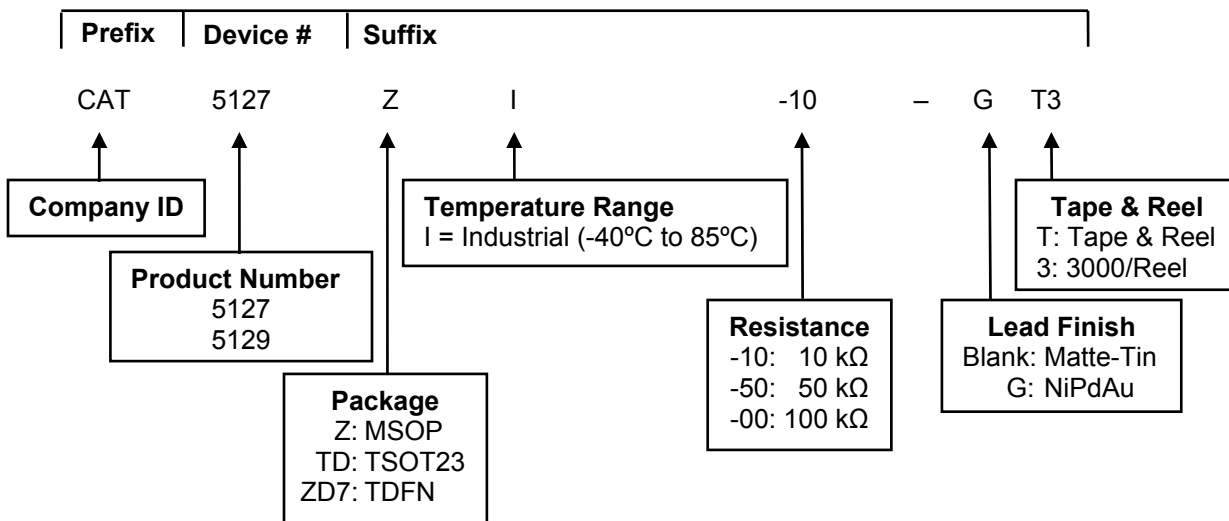 Prefix Device # Suffix
CAT 5127 Z I -10 – G T3
Company ID
Product Number
5127
5129
Package
Z: MSOP
TD: TSOT23
ZD7: TDFN
Temperature Range
I = Industrial (-40ºC to 85ºC)
Resistance
-10: 10 kΩ
-50: 50 kΩ
-00: 100 kΩ
Lead Finish
Blank: Matte-Tin
G: NiPdAu
Tape & Reel
T: Tape & Reel
3: 3000/Reel